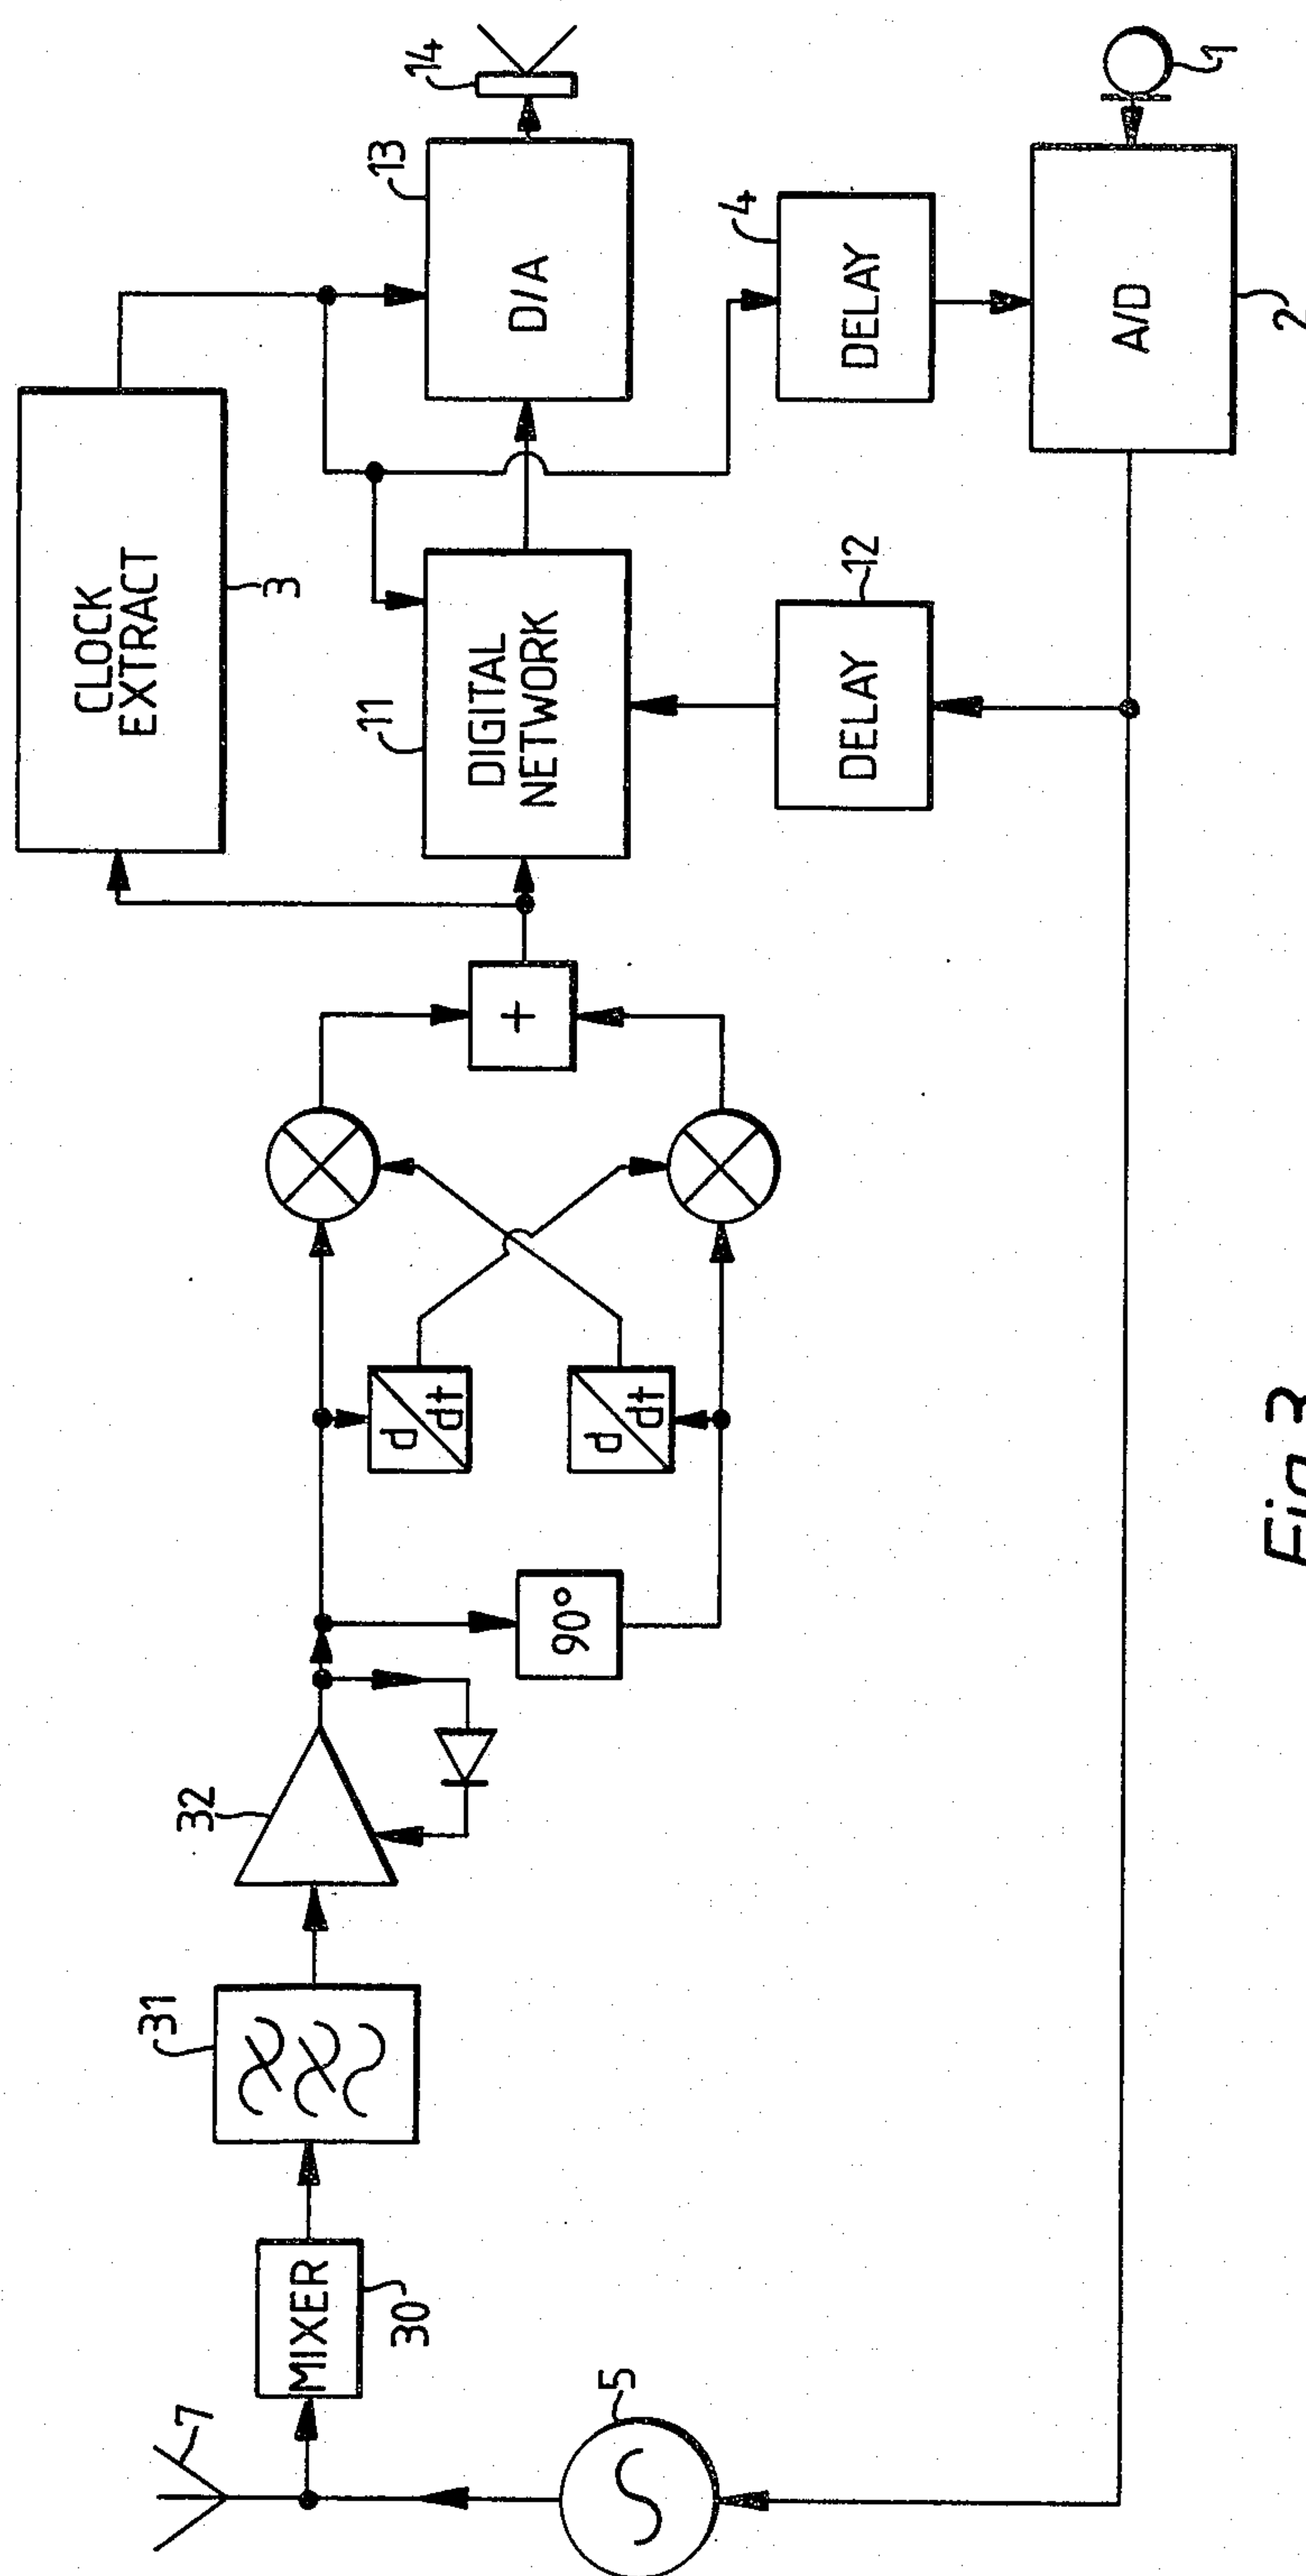 7
MIXER
30
5
31
32
90°
d
dt
d
dt
+
CLOCK
EXTRACT
3
11
DIGITAL
NETWORK
DELAY
12
13
D/A
14
4
DELAY
A/D
2
1
Fig.3